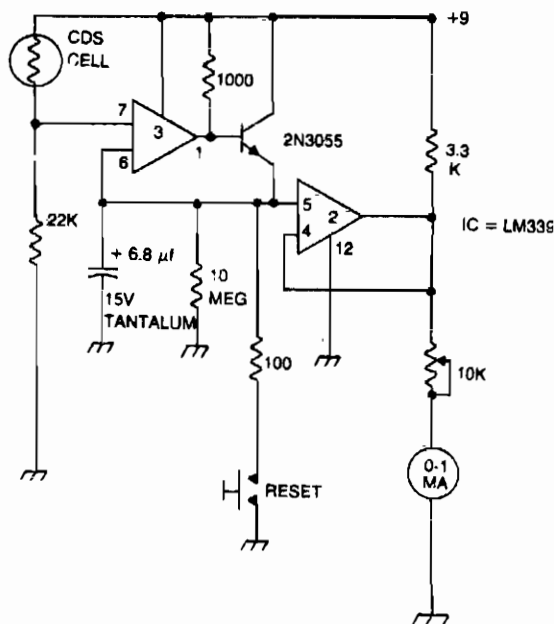 +9
CDS
CELL
1000
7
3
6
1
2N3055
3.3
K
5
2
4
12
IC = LM339
22K
+ 6.8 µf
15V
TANTALUM
10
MEG
100
10K
RESET
0-1
MA